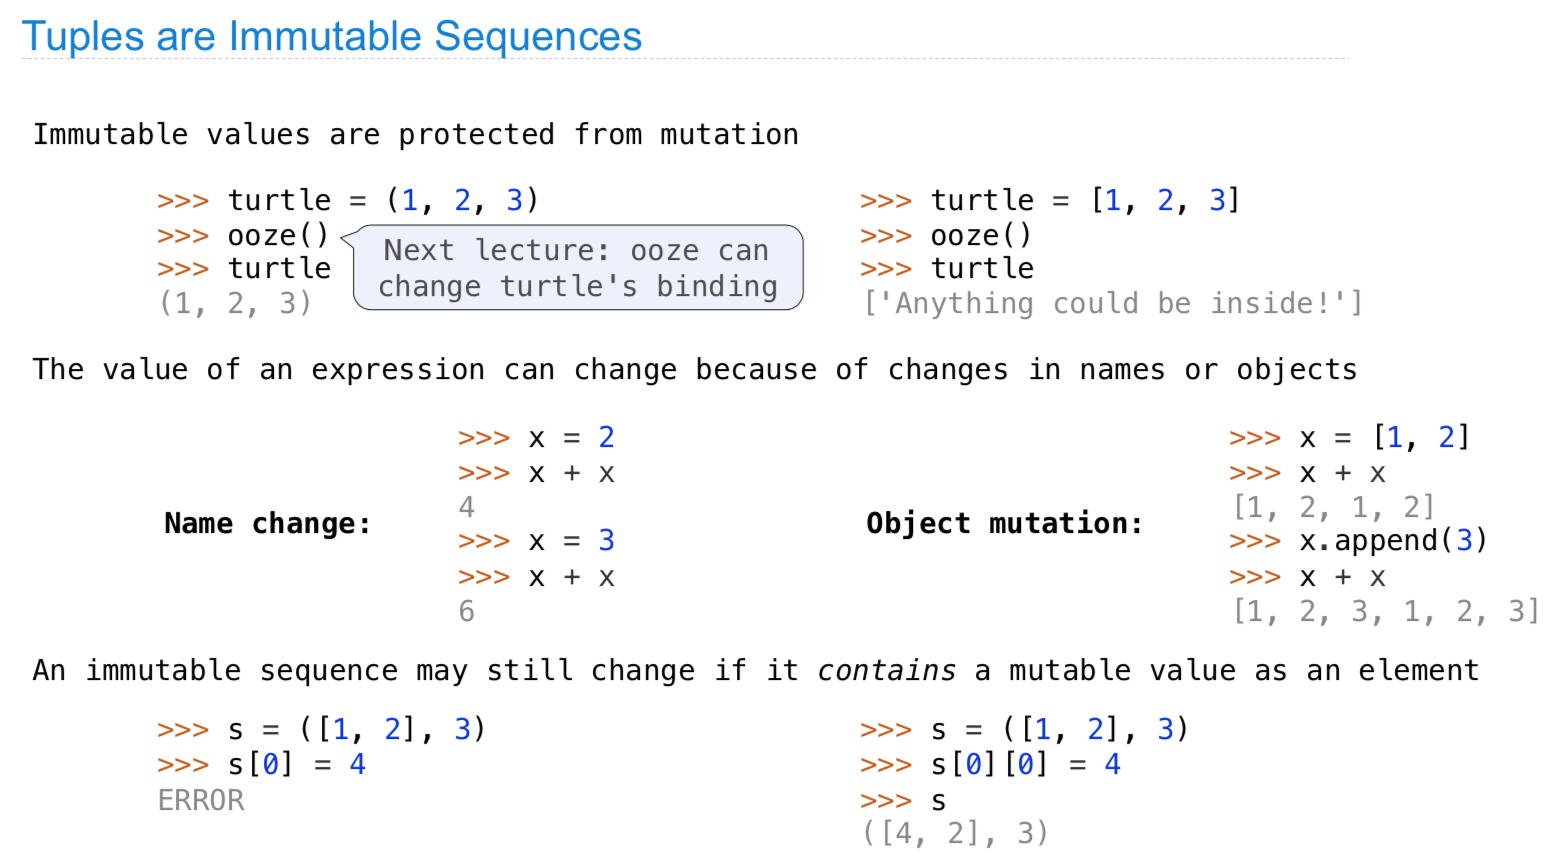 Tuples are Immutable Sequences
Immutable values are protected from mutation
>>> turtle = (1, 2, 3)
>>> ooze()
>>> turtle
(1, 2, 3)
Next lecture: ooze can
change turtle's binding
>>> turtle = [1, 2, 3]
>>> ooze()
>>> turtle
['Anything could be inside!']
The value of an expression can change because of changes in names or objects
Name change:
>>> x = 2
>>> x + x
4
>>> x = 3
>>> x + x
6
Object mutation:
>>> x = [1, 2]
>>> x + x
[1, 2, 1, 2]
>>> x.append(3)
>>> x + x
[1, 2, 3, 1, 2, 3]
An immutable sequence may still change if it contains a mutable value as an element
>>> s = ([1, 2], 3)
>>> s[0] = 4
ERROR
>>> s = ([1, 2], 3)
>>> s[0][0] = 4
>>> s
([4, 2], 3)